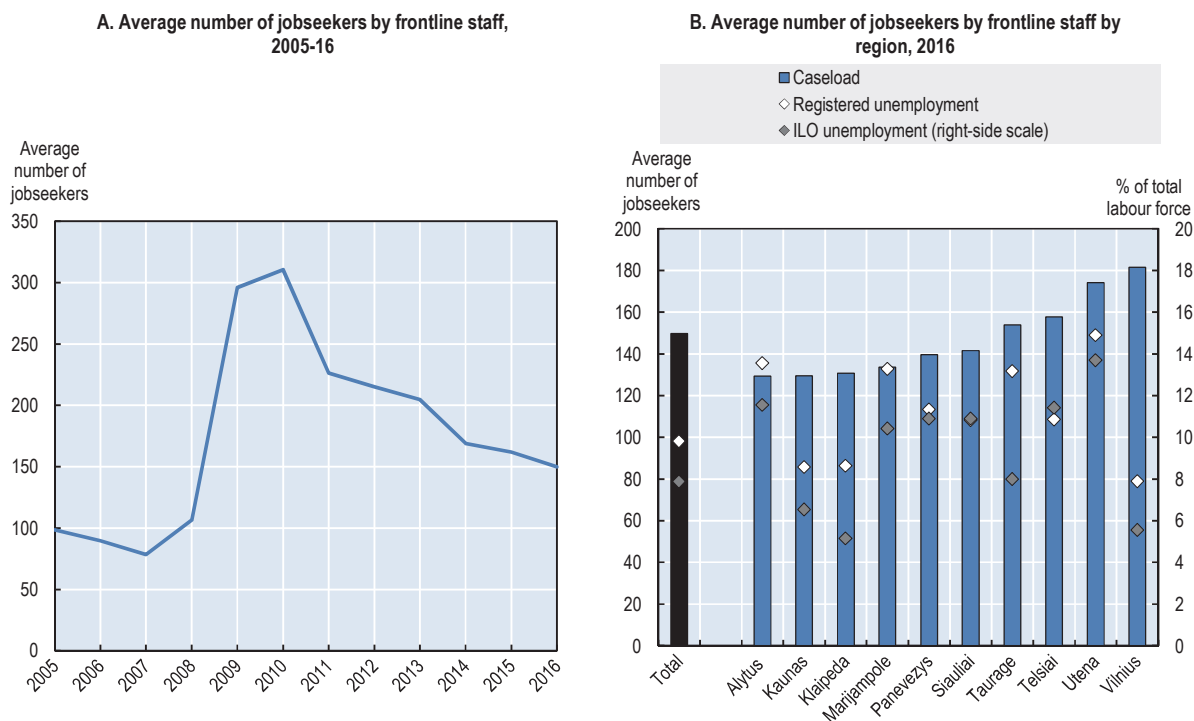 A. Average number of jobseekers by frontline staff,
2005-16
Average
number of
jobseekers
350
300
250
200
150
100
50
0
2005
2006
2007
2008
2009
2010
2011
2012
2013
2014
2015
2016
B. Average number of jobseekers by frontline staff by
region, 2016
Caseload
Registered unemployment
ILO unemployment (right-side scale)
Average
number of
jobseekers
% of total
labour force
200
180
160
140
120
100
80
60
40
20
0
20
18
16
14
12
10
8
6
4
2
0
Total
Alytus
Kaunas
Klaipeda
Marijampole
Panevezys
Siauliai
Taurage
Telsiai
Utena
Vilnius